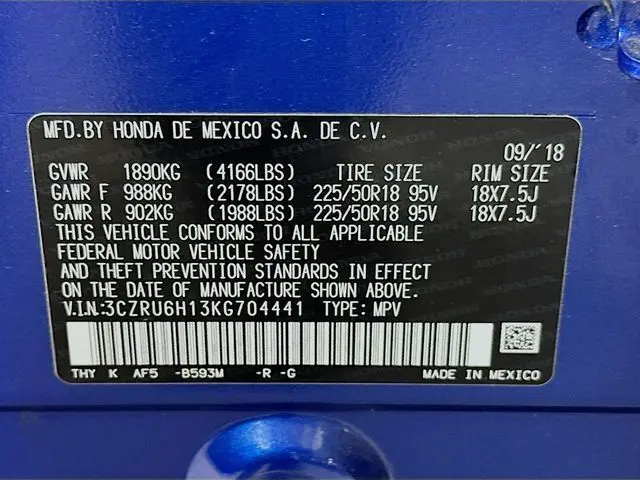 MFD.BY HONDA DE MEXICO S.A. DE C.V.
09/'18
GVWR 1890KG (4166LBS) TIRE SIZE RIM SIZE
GAWR F 988KG (2178LBS) 225/50R18 95V 18X7.5J
GAWR R 902KG (1988LBS) 225/50R18 95V 18X7.5J
THIS VEHICLE CONFORMS TO ALL APPLICABLE
FEDERAL MOTOR VEHICLE SAFETY
AND THEFT PREVENTION STANDARDS IN EFFECT
ON THE DATE OF MANUFACTURE SHOWN ABOVE.
V.I.N:3CZRU6H13KG704441 TYPE: MPV
THY K AF5 -B593M -R -G MADE IN MEXICO